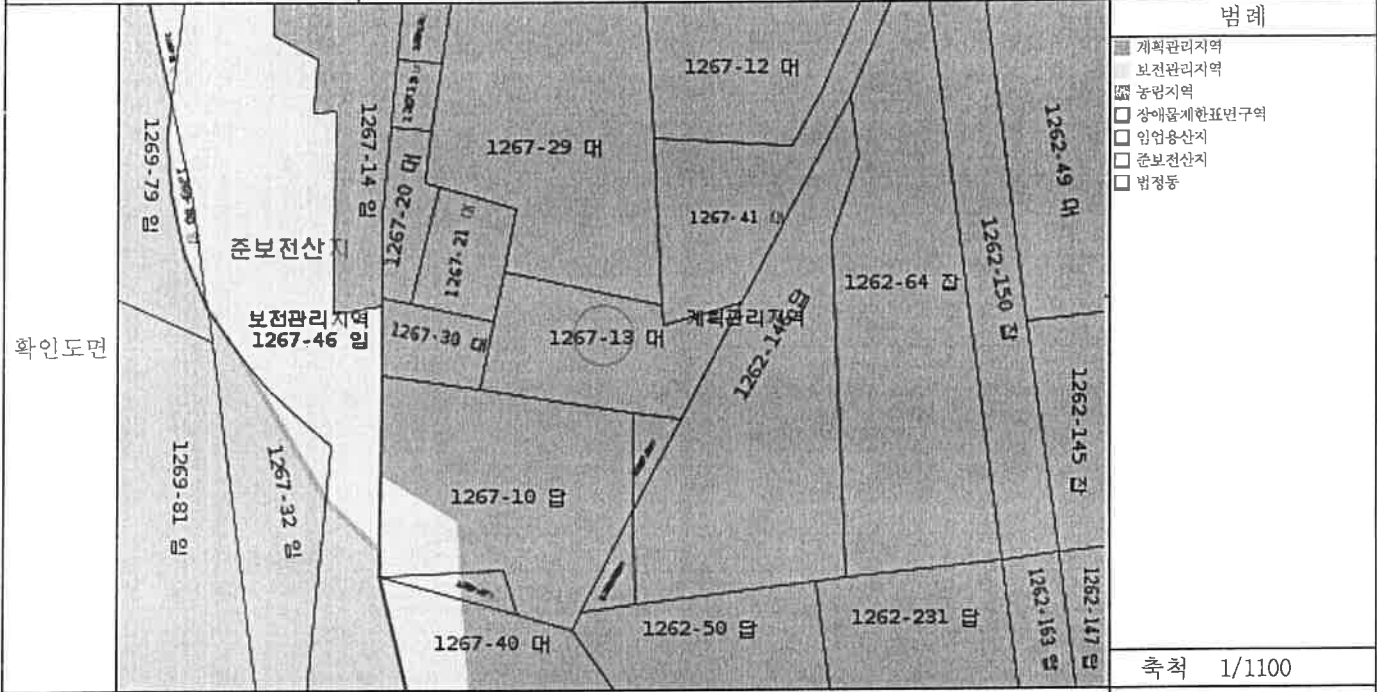 확인도면
1267-12 대
1267-29 대
1267-14 임
1269-79 임
1267-20 대
1267-21 대
1267-41 대
준보전산지
1262-64 잡
1262-150 잡
1262-49 대
보전관리지역
1267-46 임
1267-30 대
1267-13 대
계획관리지역
1262-145 잡
1269-81 임
1267-32 임
1267-10 답
1267-40 대
1262-50 답
1262-231 답
1262-163 답
1262-147 답
범례
계획관리지역
보전관리지역
농림지역
장애물제한표면구역
임업용산지
준보전산지
법정동
축척 1/1100